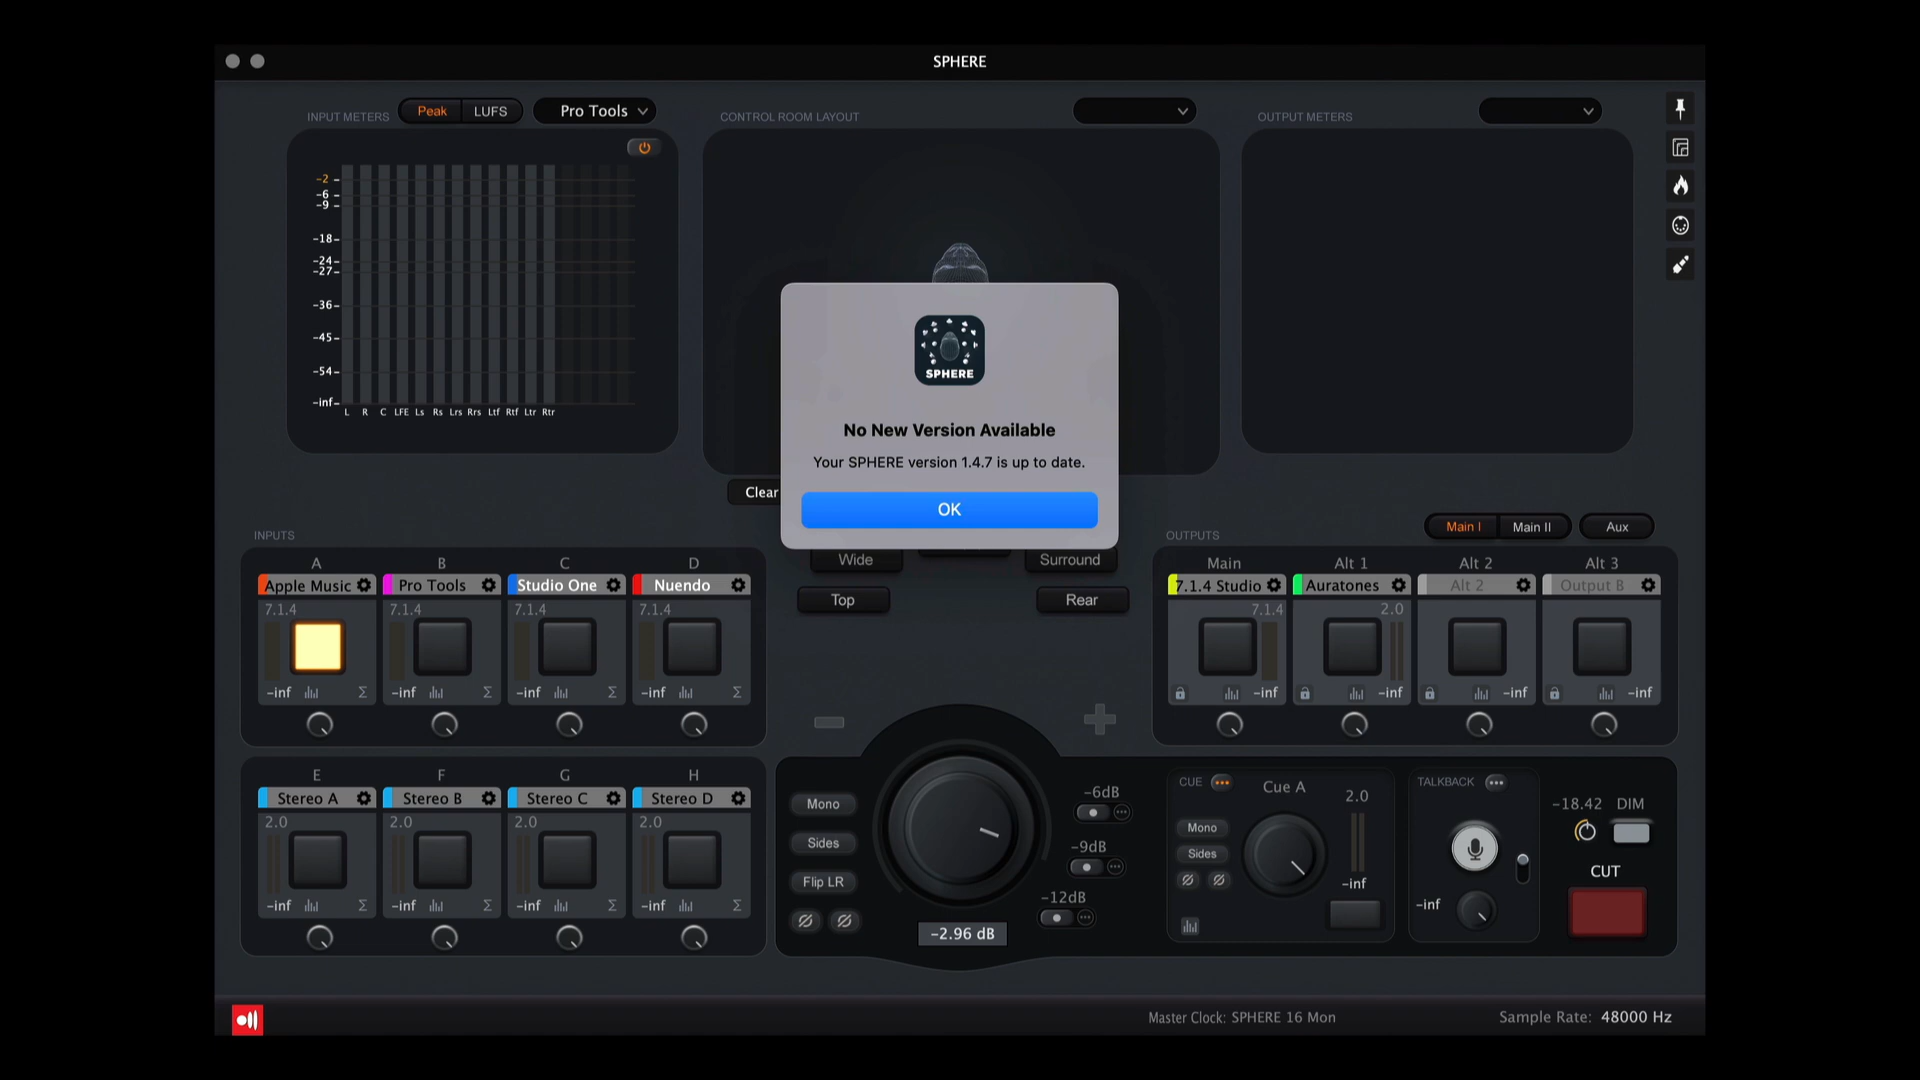 SPHERE
INPUT METERS Peak LUFS Pro Tools
CONTROL ROOM LAYOUT
OUTPUT METERS
-2
-6
-9
-18
-24
-27
-36
-45
-54
-inf
L R C LFE Ls Rs Lrs Rrs Ltf Rtf Ltr Rtr
SPHERE
No New Version Available
Your SPHERE version 1.4.7 is up to date.
OK
Clear
Wide
Surround
Top
Rear
INPUTS
A B C D
Apple Music Pro Tools Studio One Nuendo
7.1.4 7.1.4 7.1.4 7.1.4
-inf Σ -inf Σ -inf Σ -inf Σ
E F G H
Stereo A Stereo B Stereo C Stereo D
2.0 2.0 2.0 2.0
-inf Σ -inf Σ -inf Σ -inf Σ
OUTPUTS
Main I Main II Aux
Main Alt 1 Alt 2 Alt 3
7.1.4 Studio Auratones Alt 2 Output B
7.1.4 2.0
-inf -inf -inf -inf
Mono
Sides
Flip LR
-2.96 dB
-6dB
-9dB
-12dB
CUE
Cue A
2.0
Mono
Sides
-inf
TALKBACK
-inf
-18.42 DIM
CUT
Master Clock: SPHERE 16 Mon
Sample Rate: 48000 Hz